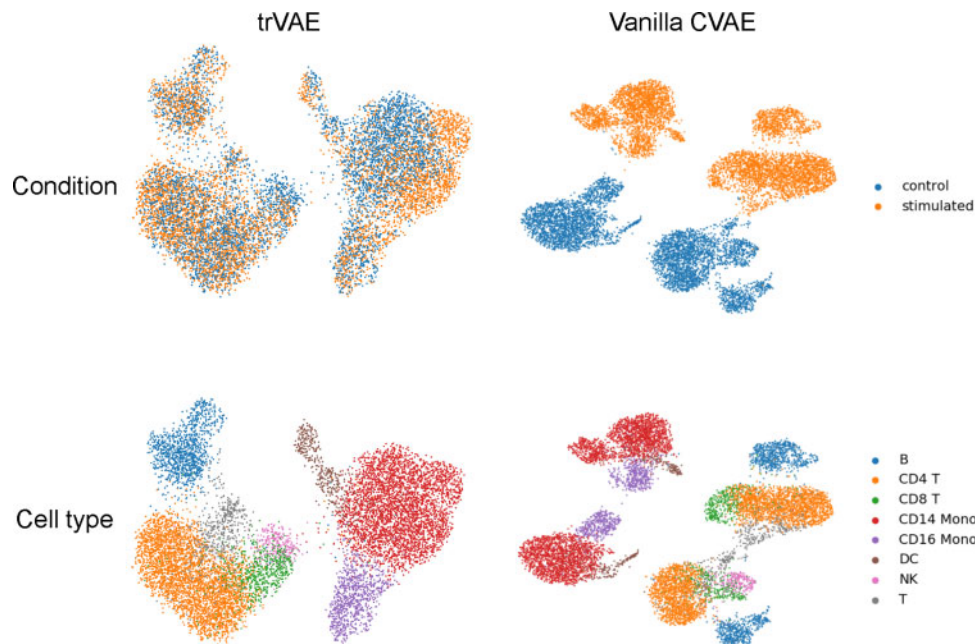 trVAE
Vanilla CVAE
Condition
control
stimulated
Cell type
B
CD4 T
CD8 T
CD14 Mono
CD16 Mono
DC
NK
T